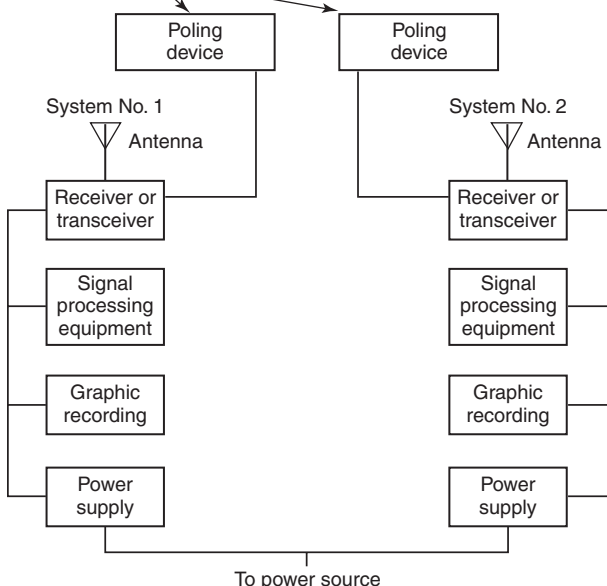 Poling
device
Poling
device
System No. 1
Antenna
System No. 2
Antenna
Receiver or
transceiver
Receiver or
transceiver
Signal
processing
equipment
Signal
processing
equipment
Graphic
recording
Graphic
recording
Power
supply
Power
supply
To power source